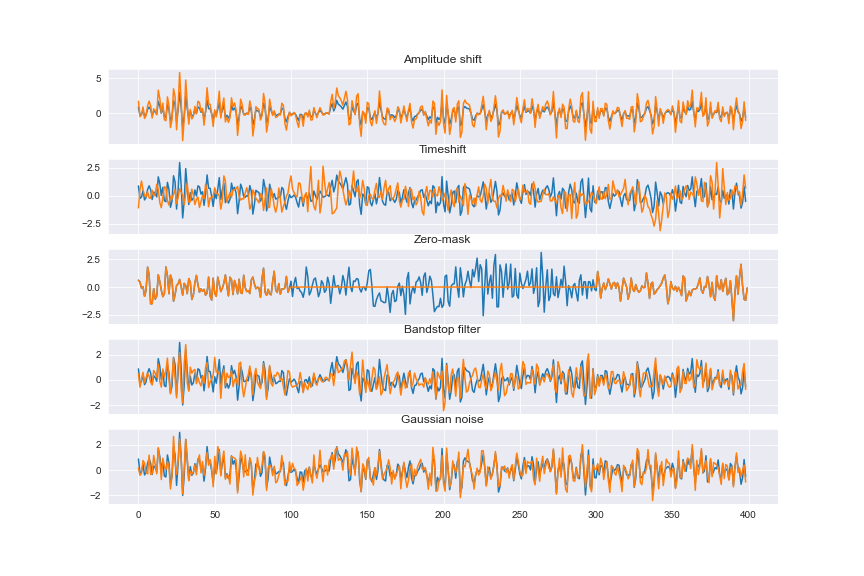 Amplitude shift
5
0
Timeshift
2.5
0.0
−2.5
Zero-mask
2.5
0.0
−2.5
Bandstop filter
2
0
−2
Gaussian noise
2
0
−2
0 50 100 150 200 250 300 350 400